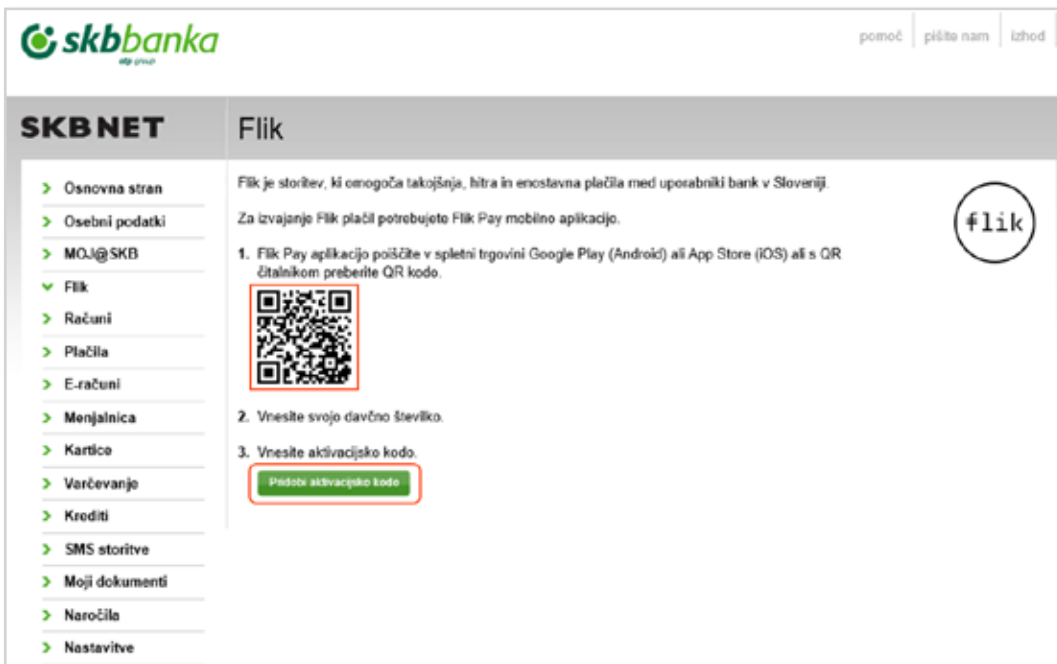 skbbanka
otp group
pomoč
pišite nam
izhod
SKB NET
Flik
Osnovna stran
Osebni podatki
MOJ@SKB
Flik
Računi
Plačila
E-računi
Menjalnica
Kartice
Varčevanje
Krediti
SMS storitve
Moji dokumenti
Naročila
Nastavitve
Flik je storitev, ki omogoča takojšnja, hitra in enostavna plačila med uporabniki bank v Sloveniji.
Za izvajanje Flik plačil potrebujete Flik Pay mobilno aplikacijo.
1. Flik Pay aplikacijo poiščite v spletni trgovini Google Play (Android) ali App Store (iOS) ali s QR
čitalnikom preberite QR kodo.
2. Vnesite svojo davčno številko.
3. Vnesite aktivacijsko kodo.
Pridobi aktivacijsko kodo
flik